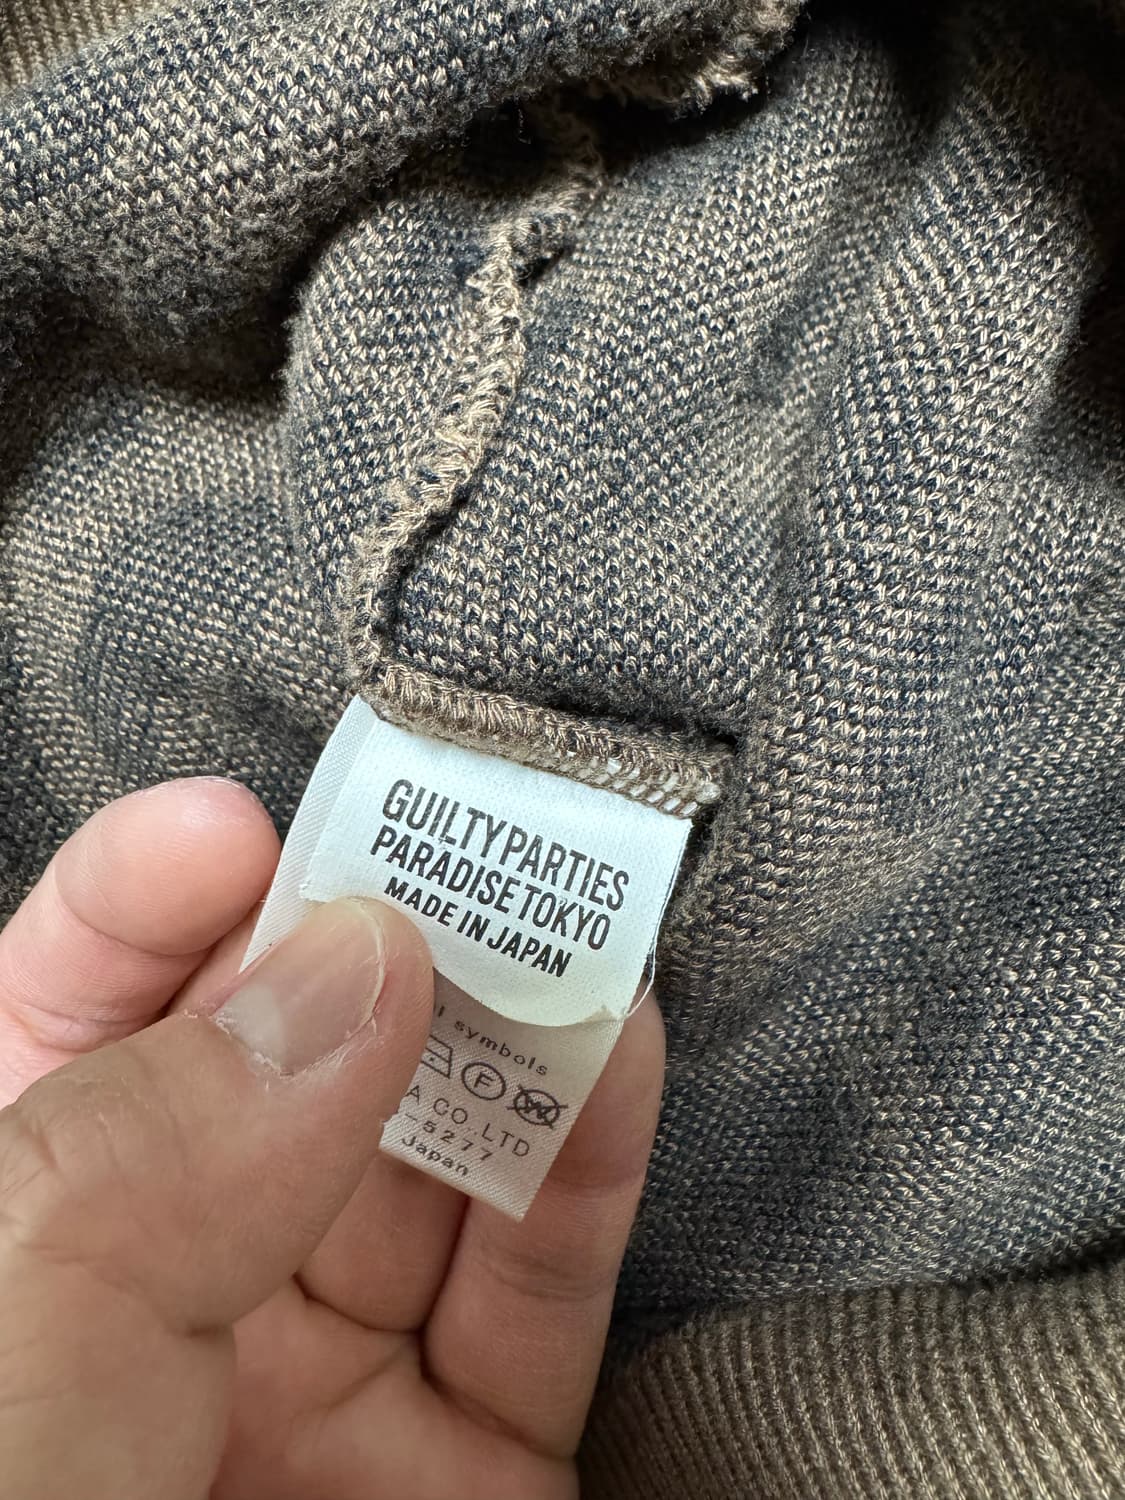 GUILTY PARTIES
PARADISE TOKYO
MADE IN JAPAN
symbols
F W
A CO.,LTD
-5277
Japan